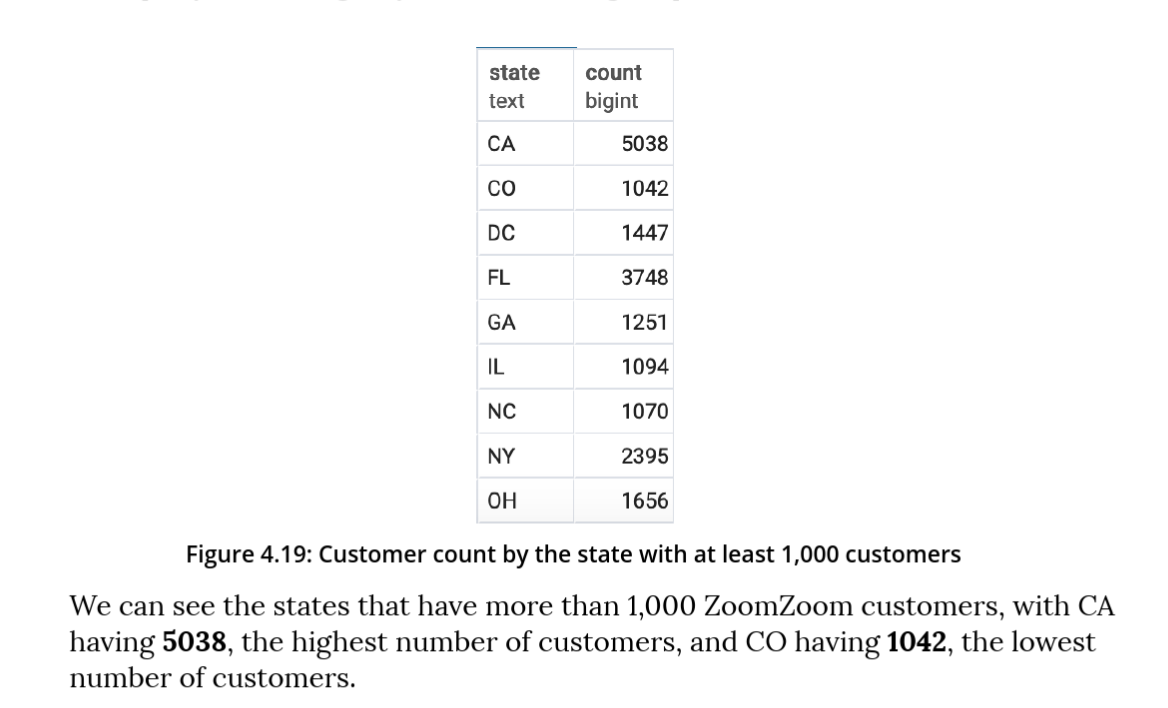 state count
text bigint
CA 5038
CO 1042
DC 1447
FL 3748
GA 1251
IL 1094
NC 1070
NY 2395
OH 1656
Figure 4.19: Customer count by the state with at least 1,000 customers
We can see the states that have more than 1,000 ZoomZoom customers, with CA
having 5038, the highest number of customers, and CO having 1042, the lowest
number of customers.